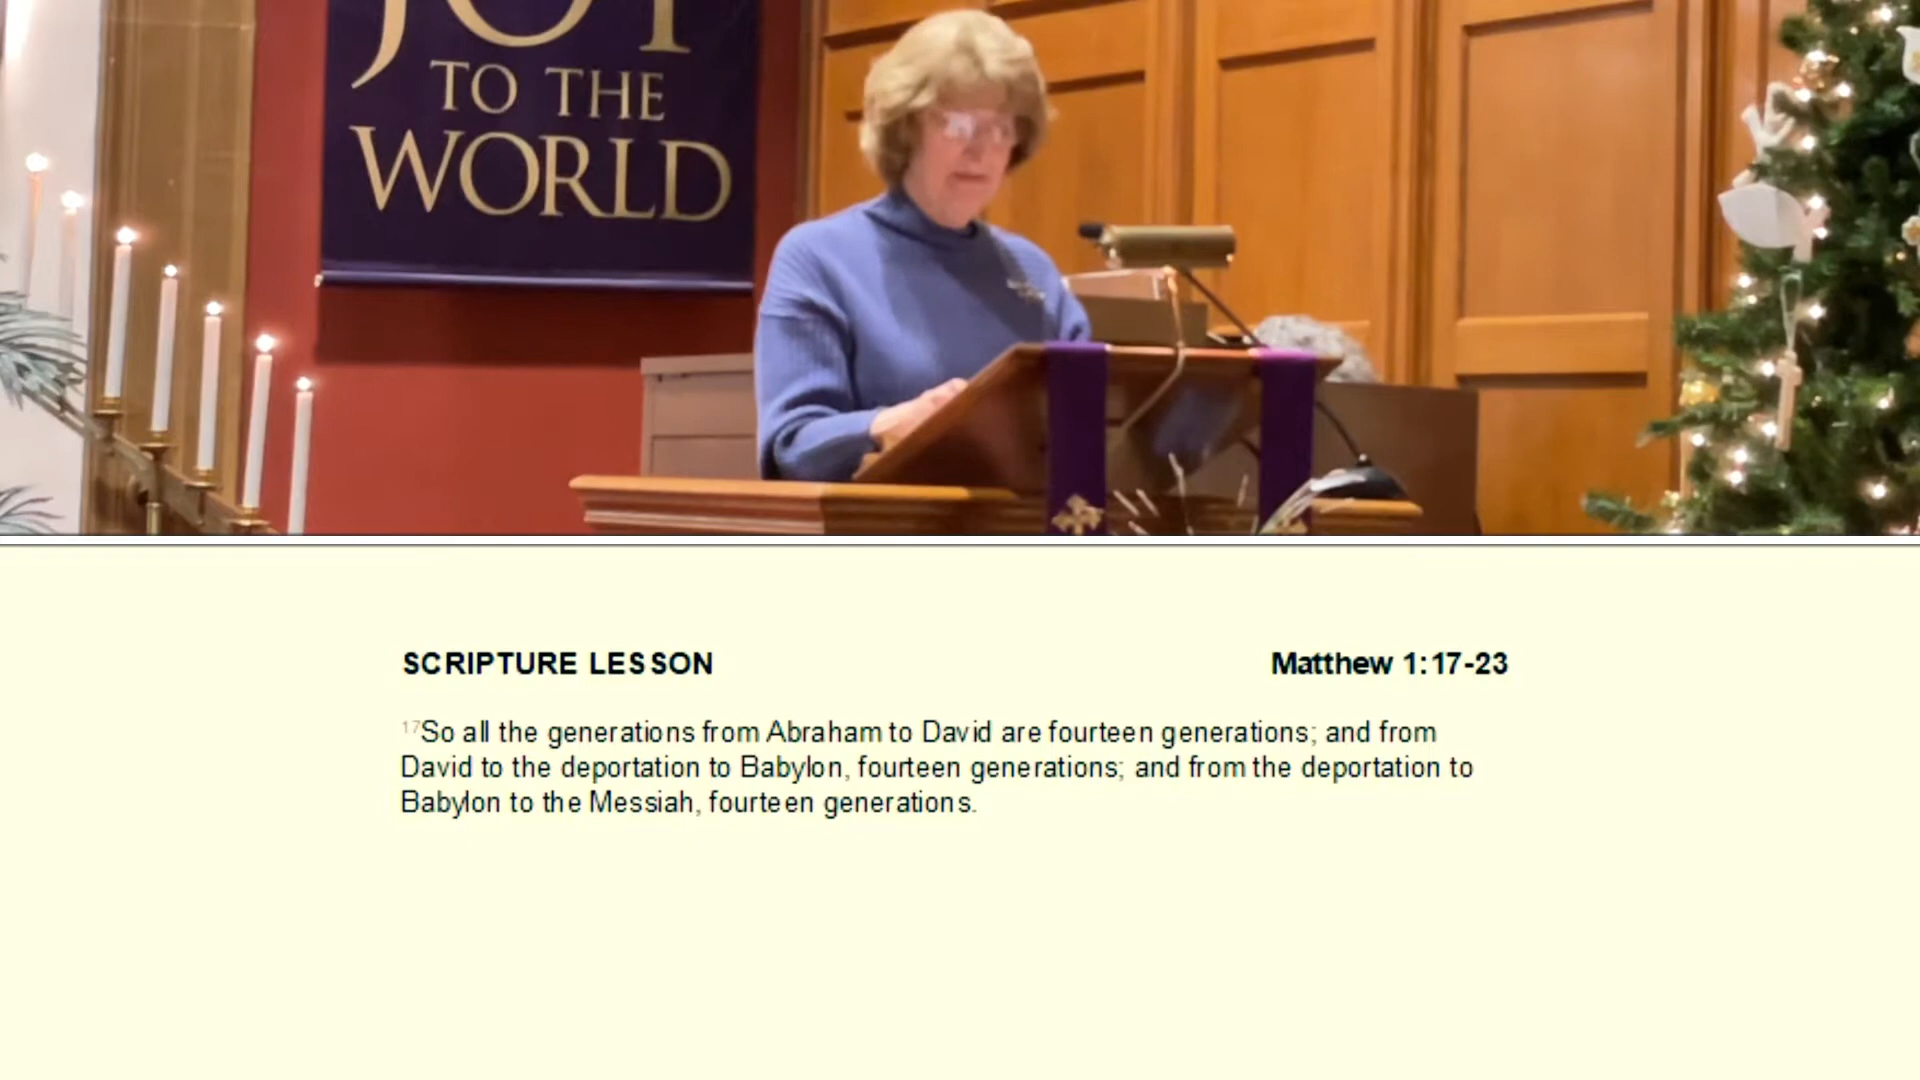 JOY
TO THE
WORLD
SCRIPTURE LESSON Matthew 1:17-23
17So all the generations from Abraham to David are fourteen generations; and from
David to the deportation to Babylon, fourteen generations; and from the deportation to
Babylon to the Messiah, fourteen generations.